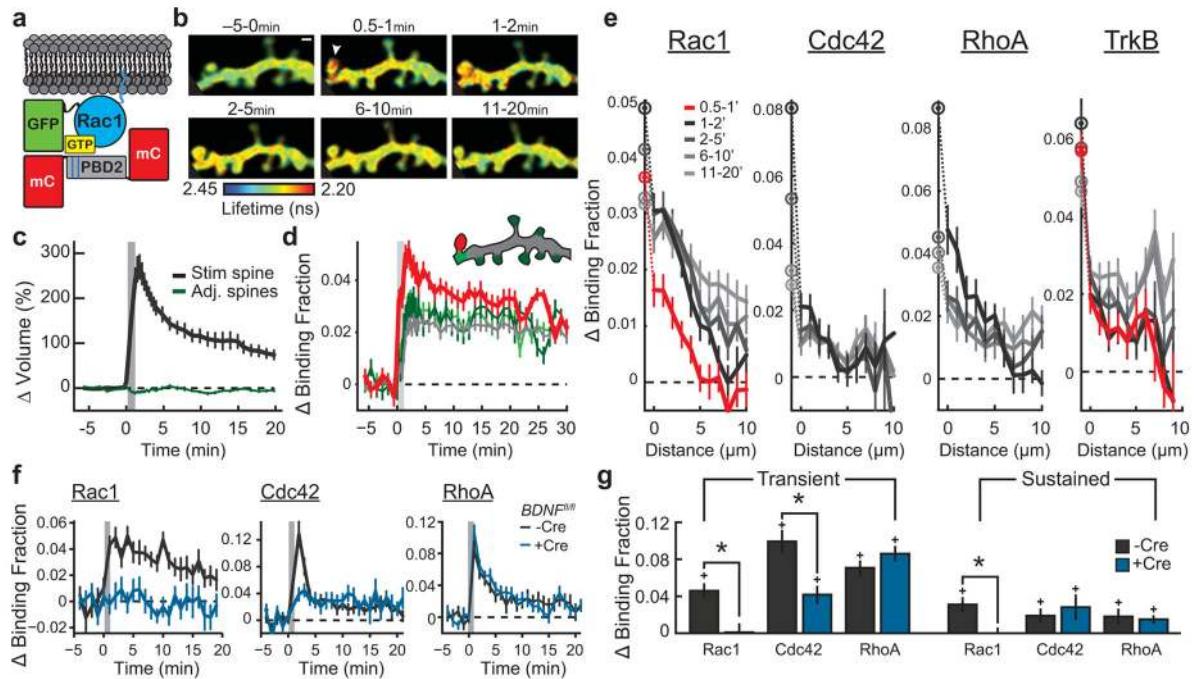 a
GFP
Rac1
GTP
mC
PBD2
mC
b
–5-0min
0.5-1min
1-2min
2-5min
6-10min
11-20min
2.45
2.20
Lifetime (ns)
c
Δ Volume (%)
300
200
100
0
Stim spine
Adj. spines
-5
0
5
10
15
20
Time (min)
d
Δ Binding Fraction
0.04
0.02
0
−5
0
5
10
15
20
25
30
Time (min)
e
Rac1
Cdc42
RhoA
TrkB
Δ Binding Fraction
0.05
0.04
0.03
0.02
0.01
0
0.5-1'
1-2'
2-5'
6-10'
11-20'
0
5
10
Distance (μm)
0.08
0.06
0.04
0.02
0
0
5
10
Distance (μm)
0.08
0.06
0.04
0.02
0
0
5
10
Distance (μm)
0.06
0.04
0.02
0
0
5
10
Distance (μm)
f
Rac1
Cdc42
RhoA
BDNFfl/fl
-Cre
+Cre
Δ Binding Fraction
0.06
0.04
0.02
0
−0.02
-5
0
5
10
15
20
Time (min)
0.12
0.08
0.04
0
-5
0
5
10
15
20
Time (min)
0.12
0.08
0.04
0
-5
0
5
10
15
20
Time (min)
g
Transient
Sustained
Δ Binding Fraction
0.12
0.08
0.04
0
+
*
+
*
+
+
+
+
*
+
+
+
+
-Cre
+Cre
Rac1
Cdc42
RhoA
Rac1
Cdc42
RhoA